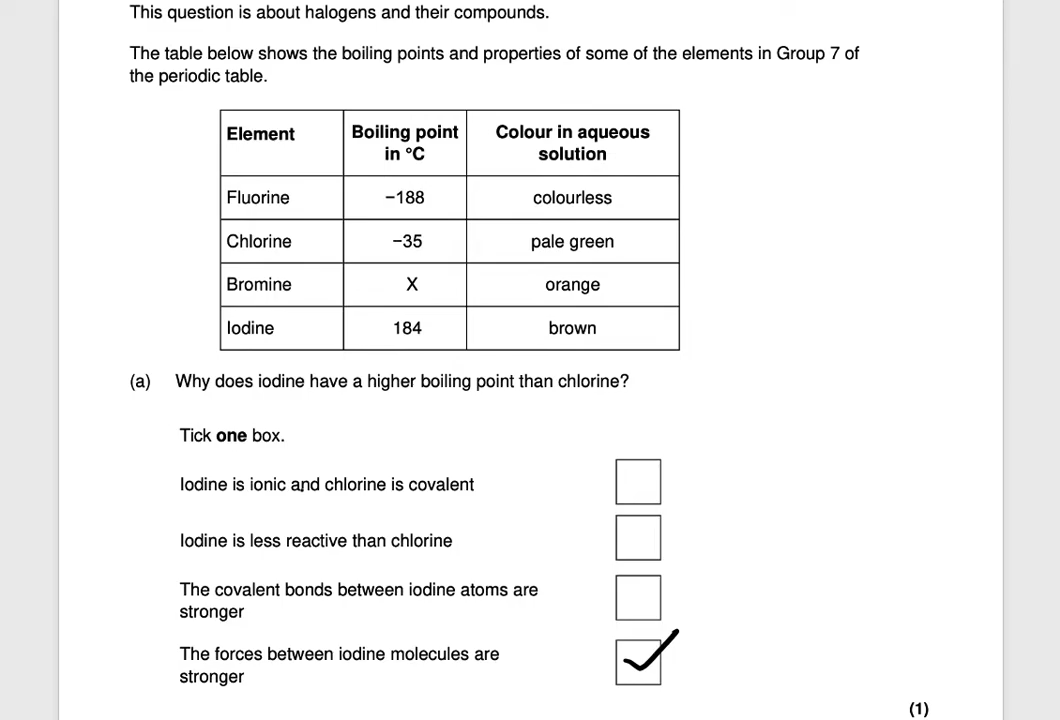 This question is about halogens and their compounds.
The table below shows the boiling points and properties of some of the elements in Group 7 of
the periodic table.
Element Boiling point in °C Colour in aqueous solution
Fluorine −188 colourless
Chlorine −35 pale green
Bromine X orange
Iodine 184 brown
(a) Why does iodine have a higher boiling point than chlorine?
Tick one box.
Iodine is ionic and chlorine is covalent
Iodine is less reactive than chlorine
The covalent bonds between iodine atoms are
stronger
The forces between iodine molecules are
stronger
(1)